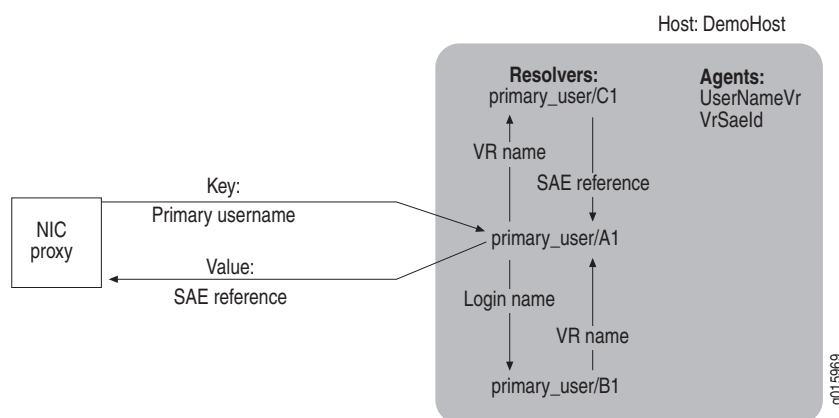 Host: DemoHost
Resolvers:
primary_user/C1
Agents:
UserNameVr
VrSaeId
VR name
SAE reference
Key:
Primary username
NIC
proxy
primary_user/A1
Value:
SAE reference
Login name
VR name
primary_user/B1
g015969